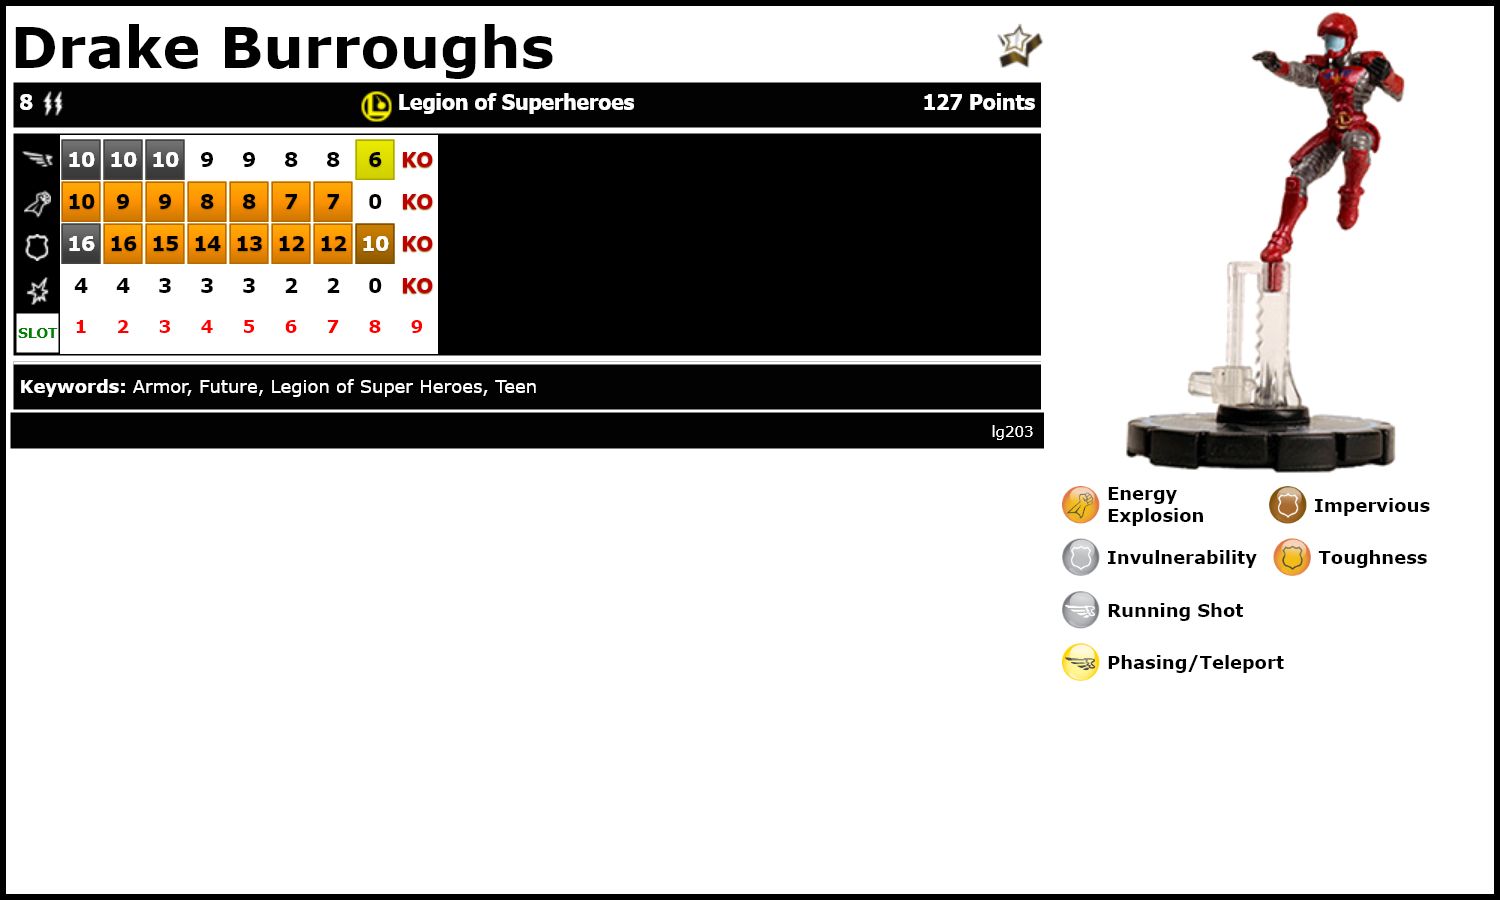 Drake Burroughs
8 Legion of Superheroes 127 Points
10 10 10 9 9 8 8 6 KO
10 9 9 8 8 7 7 0 KO
16 16 15 14 13 12 12 10 KO
4 4 3 3 3 2 2 0 KO
SLOT 1 2 3 4 5 6 7 8 9
Keywords: Armor, Future, Legion of Super Heroes, Teen
lg203
Energy
Explosion
Impervious
Invulnerability
Toughness
Running Shot
Phasing/Teleport